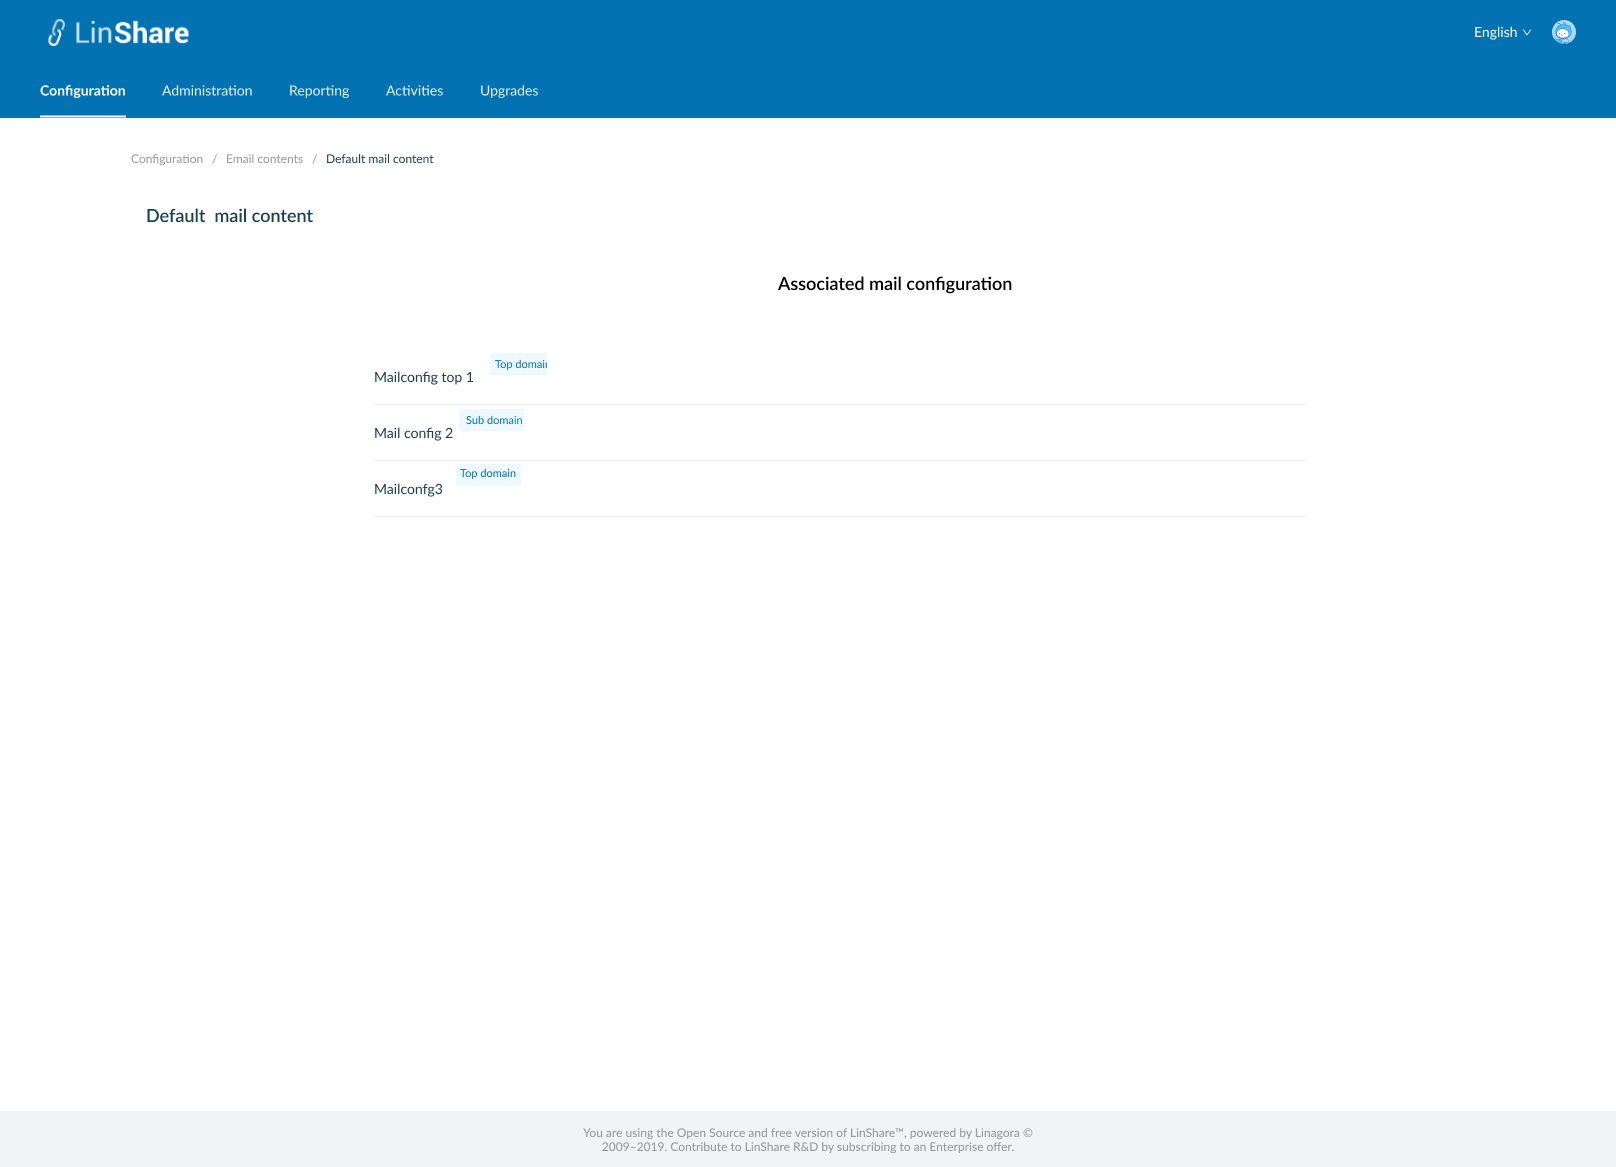 LinShare
English
Configuration Administration Reporting Activities Upgrades
Configuration / Email contents / Default mail content
Default mail content
Associated mail configuration
Mailconfig top 1 Top domain
Mail config 2 Sub domain
Mailconfg3 Top domain
You are using the Open Source and free version of LinShare™, powered by Linagora ©
2009–2019. Contribute to LinShare R&D by subscribing to an Enterprise offer.